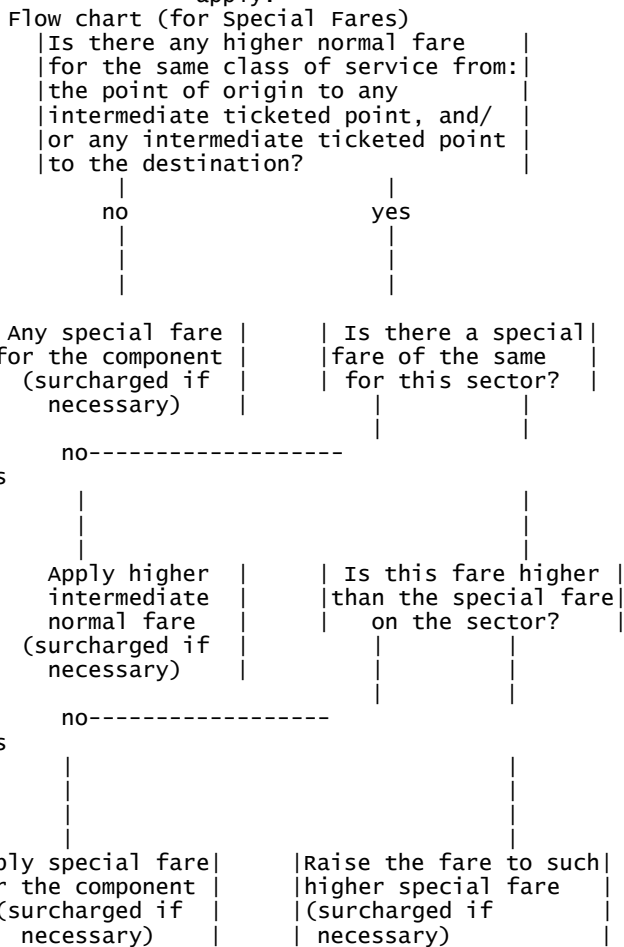 apply.
Flow chart (for Special Fares)
|Is there any higher normal fare |
|for the same class of service from:|
|the point of origin to any |
|intermediate ticketed point, and/ |
|or any intermediate ticketed point |
|to the destination? |
| |
no yes
| |
| |
| |
Any special fare | | Is there a special|
for the component | |fare of the same |
(surcharged if | | for this sector? |
necessary) | | |
| |
no-------------------
s
| |
| |
| |
Apply higher | | Is this fare higher |
intermediate | |than the special fare|
normal fare | | on the sector? |
(surcharged if | | |
necessary) | | |
| |
no------------------
s
| |
| |
| |
| |
ply special fare| |Raise the fare to such|
r the component | |higher special fare |
(surcharged if | |(surcharged if |
necessary) | | necessary) |